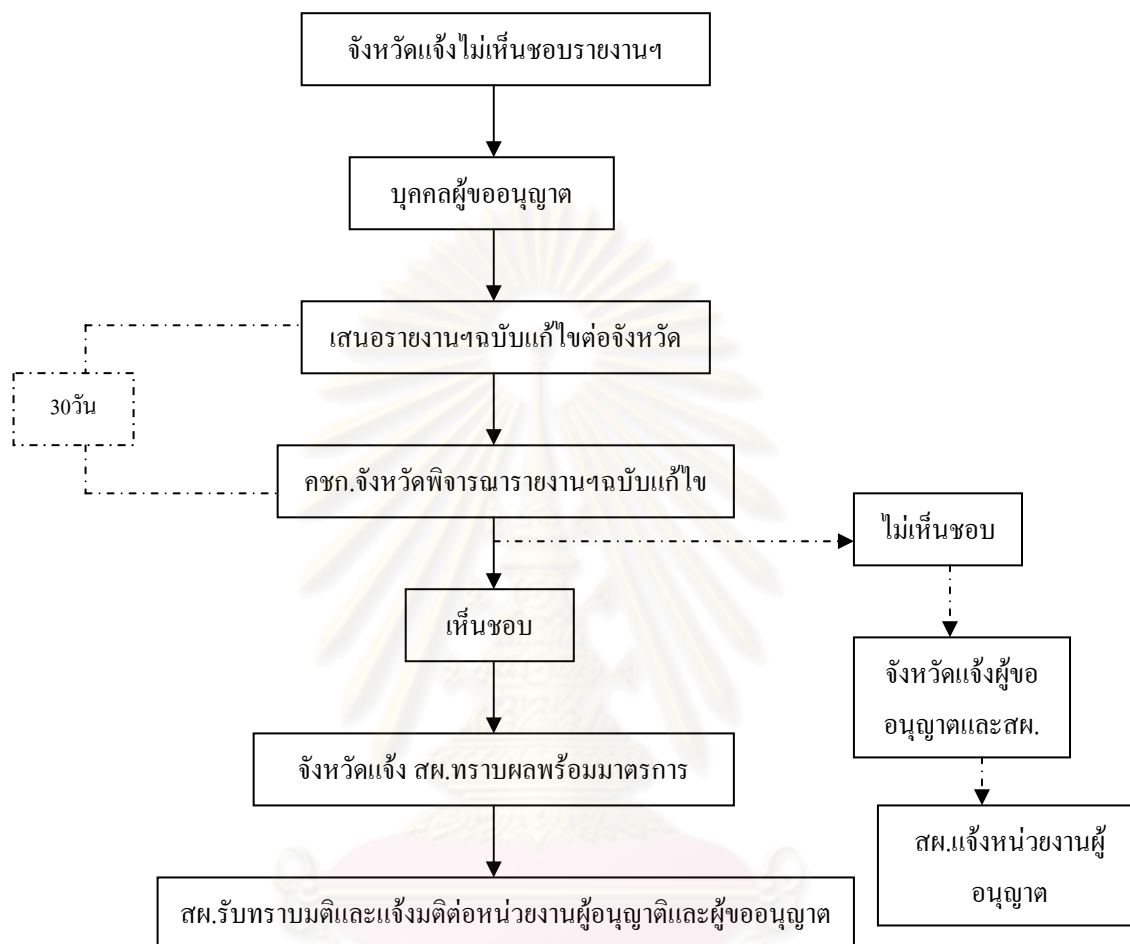 จังหวัดแจ้งไม่เห็นชอบรายงานฯ
บุคคลผู้ขออนุญาต
เสนอรายงานฯฉบับแก้ไขต่อจังหวัด
30วัน
คชก.จังหวัดพิจารณารายงานฯฉบับแก้ไข
ไม่เห็นชอบ
เห็นชอบ
จังหวัดแจ้งผู้ขอ
อนุญาตและสผ.
จังหวัดแจ้ง สผ.ทราบผลพร้อมมาตรการ
สผ.แจ้งหน่วยงานผู้
อนุญาต
สผ.รับทราบมติและแจ้งมติต่อหน่วยงานผู้อนุญาติและผู้ขออนุญาต